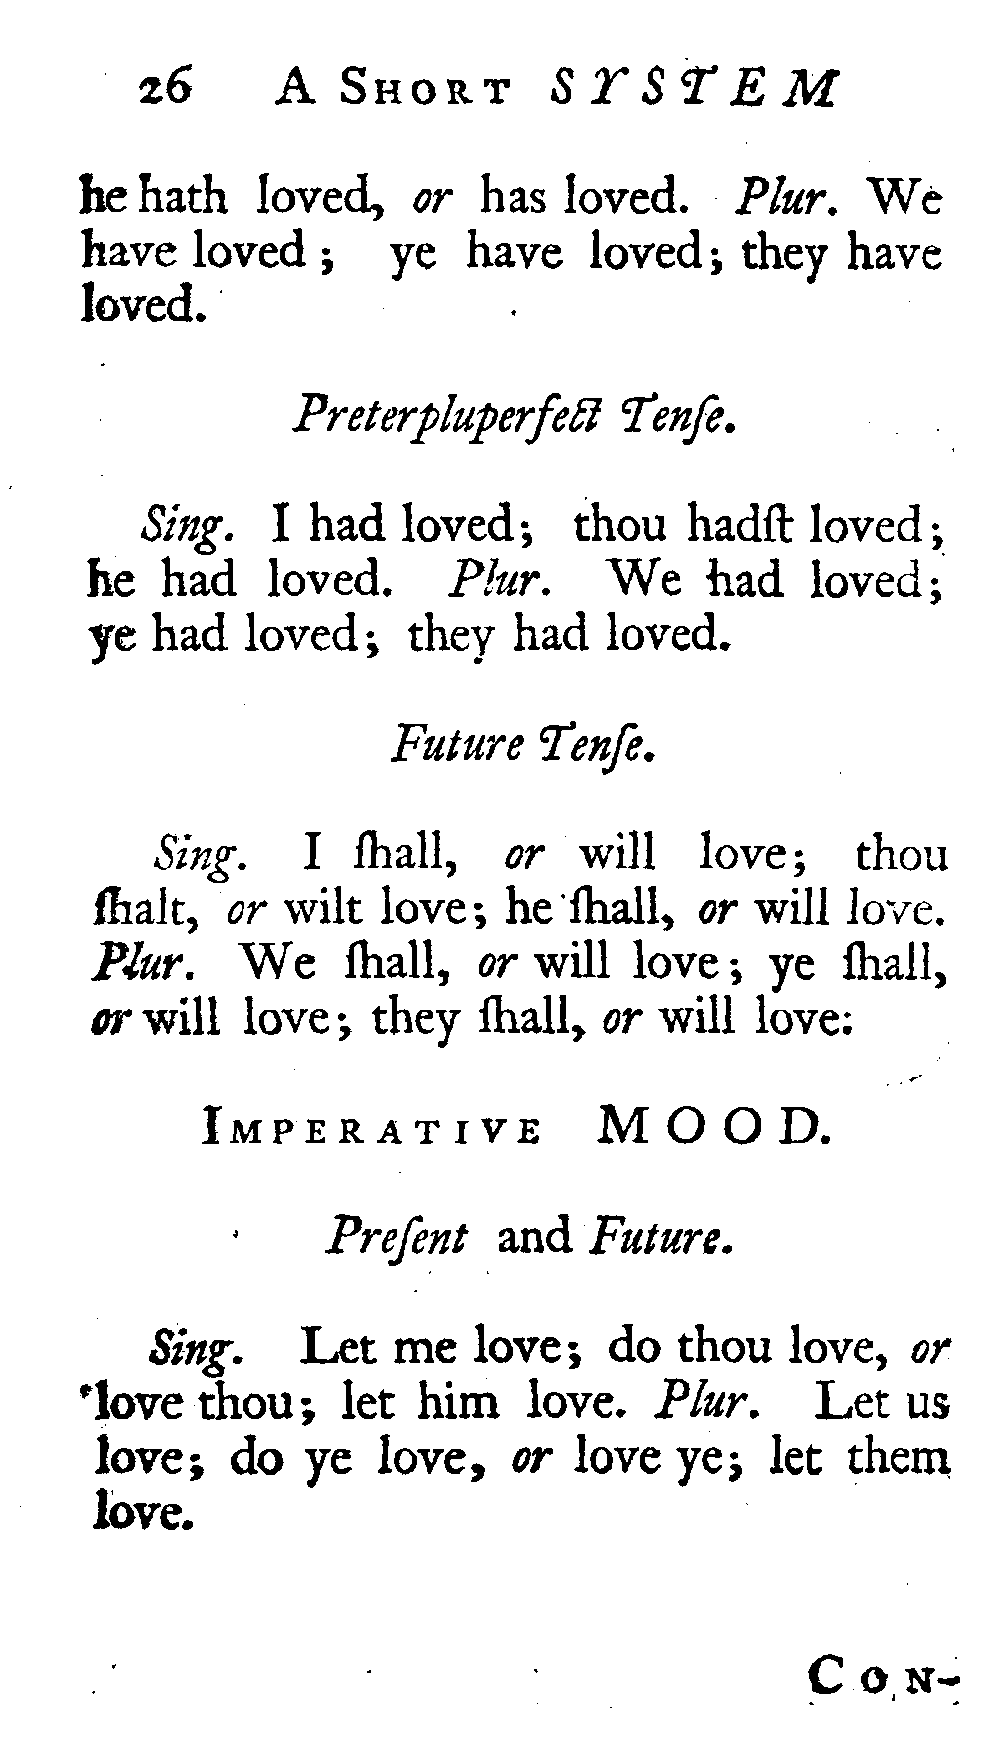 26 A SHORT SYSTEM
he hath loved, or has loved. Plur. We
have loved ; ye have loved; they have
loved.
Preterpluperfect Tenſe.
Sing. I had loved; thou hadſt loved;
he had loved. Plur. We had loved;
ye had loved; they had loved.
Future Tenſe.
Sing. I ſhall, or will love; thou
ſhalt, or wilt love; he ſhall, or will love.
Plur. We ſhall, or will love; ye ſhall,
or will love; they ſhall, or will love:
IMPERATIVE MOOD.
Preſent and Future.
Sing. Let me love; do thou love, or
love thou; let him love. Plur. Let us
love; do ye love, or love ye; let them
love.
CON-